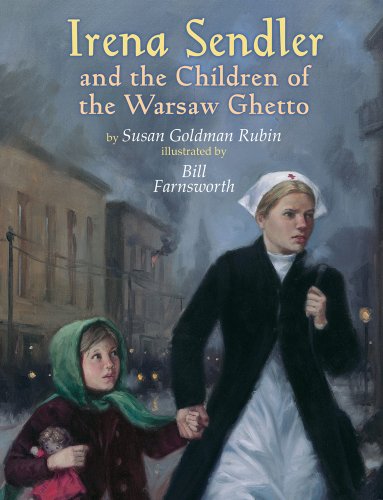 Irena Sendler
and the Children of
the Warsaw Ghetto
by Susan Goldman Rubin
illustrated by
Bill
Farnsworth